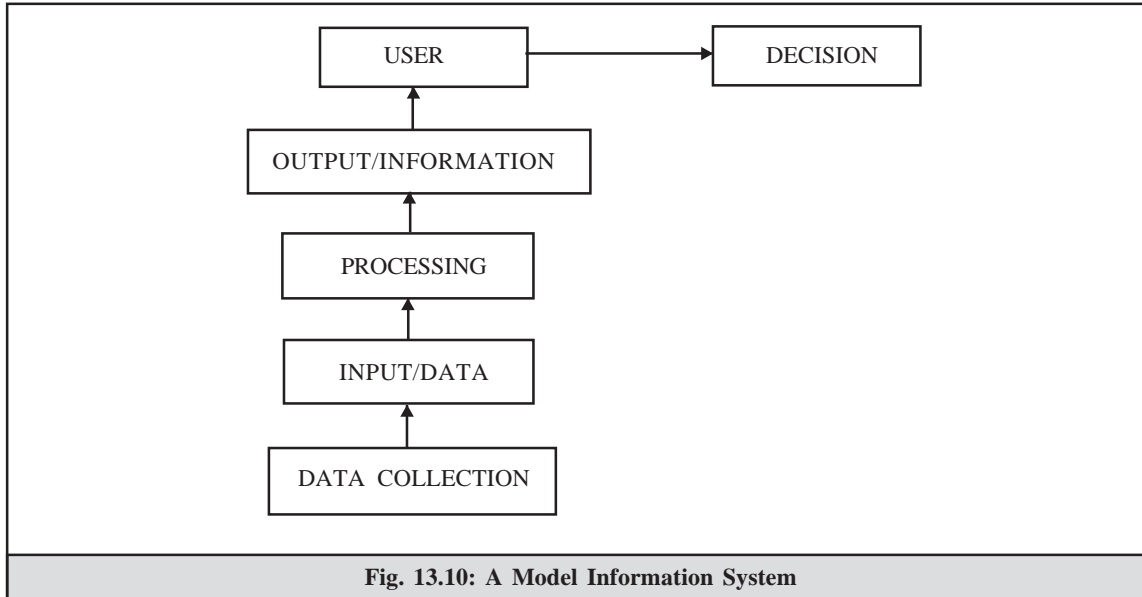 USER
DECISION
OUTPUT/INFORMATION
PROCESSING
INPUT/DATA
DATA COLLECTION
Fig. 13.10: A Model Information System